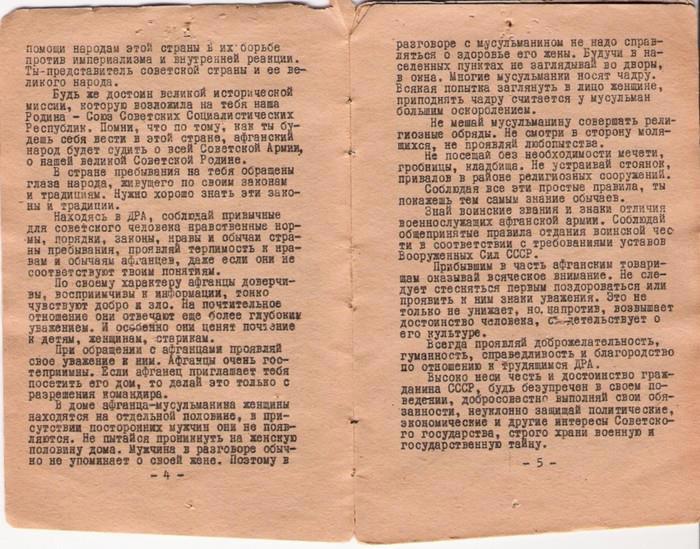 помощи народам этой страны в их борьбе
против империализма и внутренней реакции.
Ты-представитель советской страны и ее ве-
ликого народа.
Будь же достоин великой исторической
миссии, которую возложила на тебя наша
Родина - Союз Советских Социалистических
Республик. Помни, что по тому, как ты бу-
дешь себя вести в этой стране, афганский
народ будет судить о всей Советской Армии,
о нашей великой Советской Родине.
В стране пребывания на тебя обращены
глаза народа, живущего по своим законам
и традициям. Нужно хорошо знать эти зако-
ны и традиции.
Находясь в ДРА, соблюдай привычные
для советского человека нравственные нор-
мы, порядки, законы, нравы и обычаи стра-
ны пребывания, проявляй терпимость к нра-
вам и обычаям афганцев, даже если они не
соответствуют твоим понятиям.
По своему характеру афганцы доверчи-
вы, восприимчивы к информации, тонко
чувствуют добро и зло. На почтительное
отношение они отвечают еще более глубоким
уважением. И особенно они ценят почтение
к детям, женщинам, старикам.
При обращении с афганцами проявляй
свое уважение к ним. Афганцы очень гос-
теприимны. Если афганец приглашает тебя
посетить его дом, то делай это только с
разрешения командира.
В доме афганца-мусульманина женщины
находятся на отдельной половине, в при-
сутствии посторонних мужчин они не появ-
ляются. Не пытайся проникнуть на женскую
половину дома. Мужчина в разговоре обыч-
но не упоминает о своей жене. Поэтому в
- 4 -
разговоре с мусульманином не надо справ-
ляться о здоровье его жены. Будучи в на-
селенных пунктах не заглядывай во дворы,
в окна. Многие мусульманки носят чадру.
Всякая попытка заглянуть в лицо женщине,
приподнять чадру считается у мусульман
большим оскорблением.
Не мешай мусульманину совершать рели-
гиозные обряды. Не смотри в сторону моля-
щихся, не проявляй любопытства.
Не посещай без необходимости мечети,
гробницы, кладбища. Не устраивай стоянок,
привалов в районе религиозных сооружений.
Соблюдая все эти простые правила, ты
покажешь тем самым знание обычаев.
Знай воинские звания и знаки отличия
военнослужащих афганской армии. Соблюдай
общепринятые правила отдания воинской чес-
ти в соответствии с требованиями уставов
Вооруженных Сил СССР.
Прибывшим в часть афганским товари-
щам оказывай всяческое внимание. Не сле-
дует стесняться первым поздороваться или
проявить к ним знаки уважения. Это не
только не унижает, но, напротив, возвышает
достоинство человека, свидетельствует о
его культуре.
Всегда проявляй доброжелательность,
гуманность, справедливость и благородство
по отношению к трудящимся ДРА.
Высоко неси честь и достоинство граж-
данина СССР, будь безупречен в своем по-
ведении, добросовестно выполняй свои обя-
занности, неуклонно защищай политические,
экономические и другие интересы Советско-
го государства, строго храни военную и
государственную тайну.
- 5 -